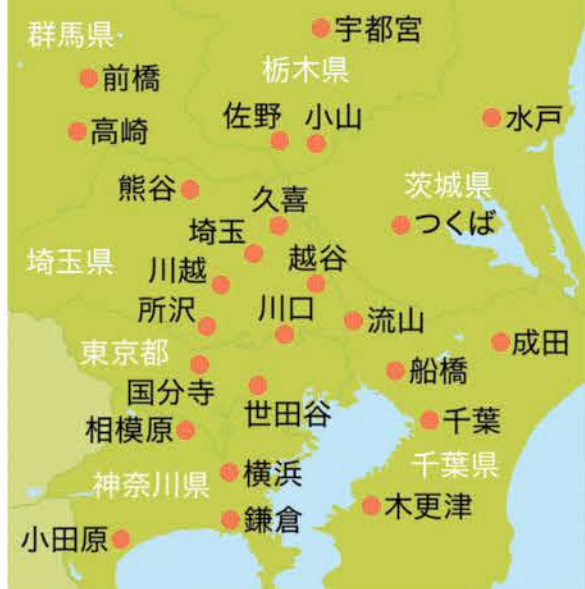 群馬県
宇都宮
栃木県
前橋
佐野
小山
水戸
高崎
熊谷
茨城県
久喜
つくば
埼玉
越谷
埼玉県
川越
所沢
川口
流山
成田
東京都
船橋
国分寺
世田谷
千葉
相模原
千葉県
横浜
神奈川県
木更津
鎌倉
小田原